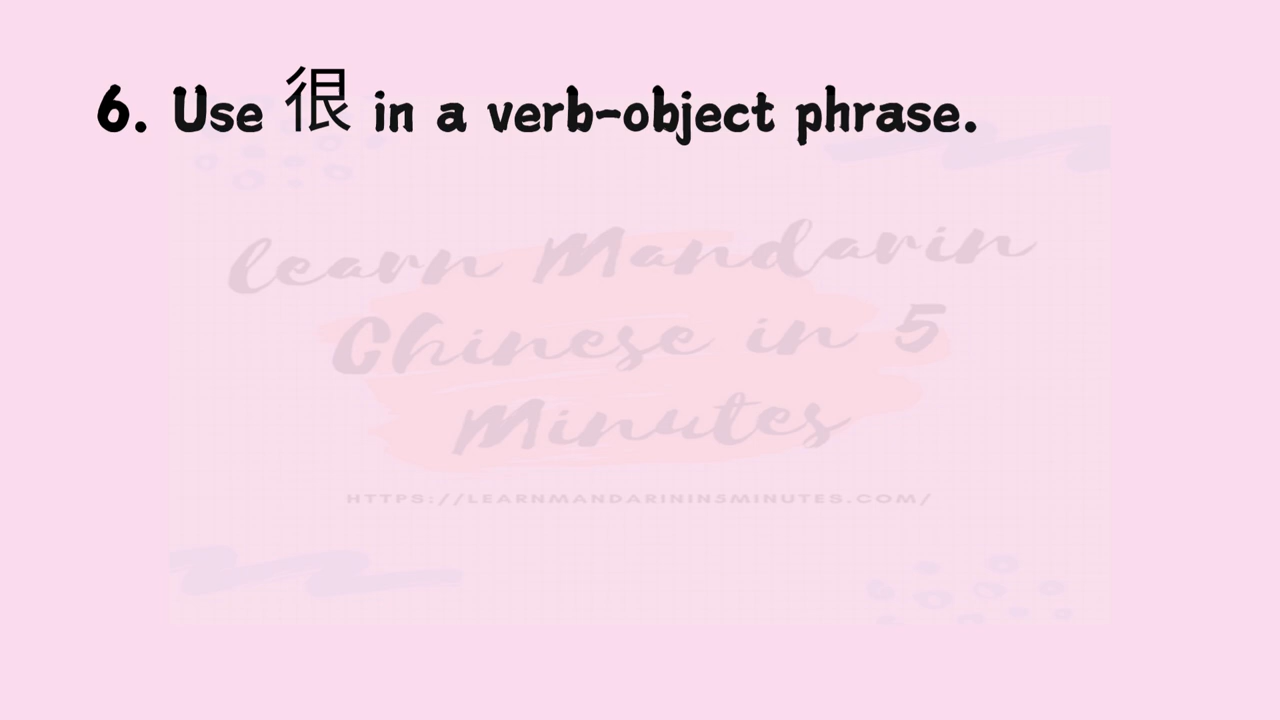 6. Use 很 in a verb-object phrase.
learn Mandarin
Chinese in 5
Minutes
HTTPS://LEARNMANDARININ5MINUTES.COM/